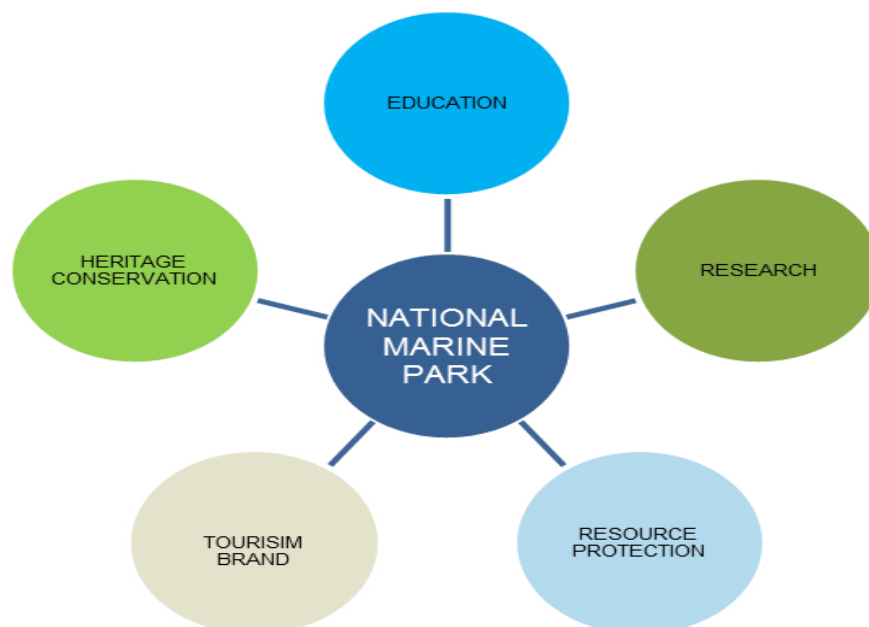 EDUCATION
HERITAGE
CONSERVATION
RESEARCH
NATIONAL
MARINE
PARK
TOURISIM
BRAND
RESOURCE
PROTECTION